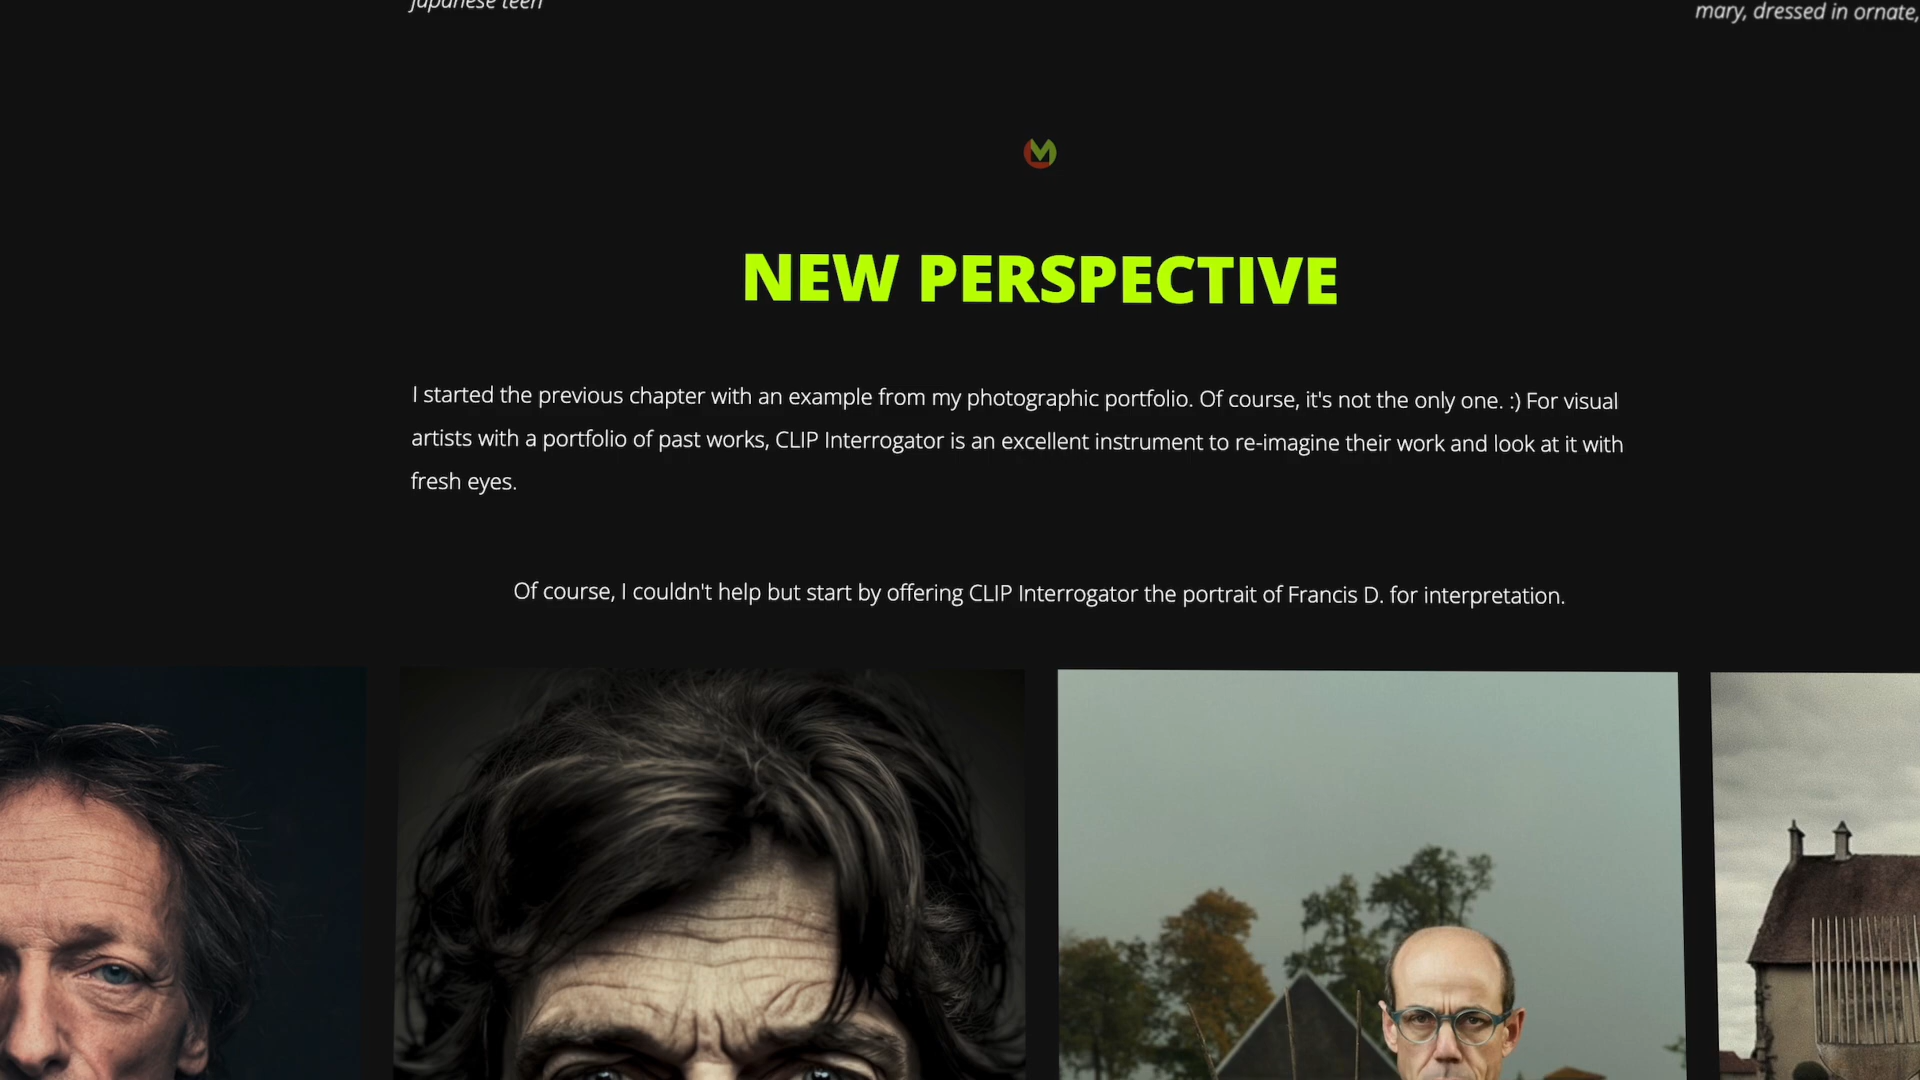 japanese teen
mary, dressed in ornate,
NEW PERSPECTIVE
I started the previous chapter with an example from my photographic portfolio. Of course, it's not the only one. :) For visual
artists with a portfolio of past works, CLIP Interrogator is an excellent instrument to re-imagine their work and look at it with
fresh eyes.
Of course, I couldn't help but start by offering CLIP Interrogator the portrait of Francis D. for interpretation.